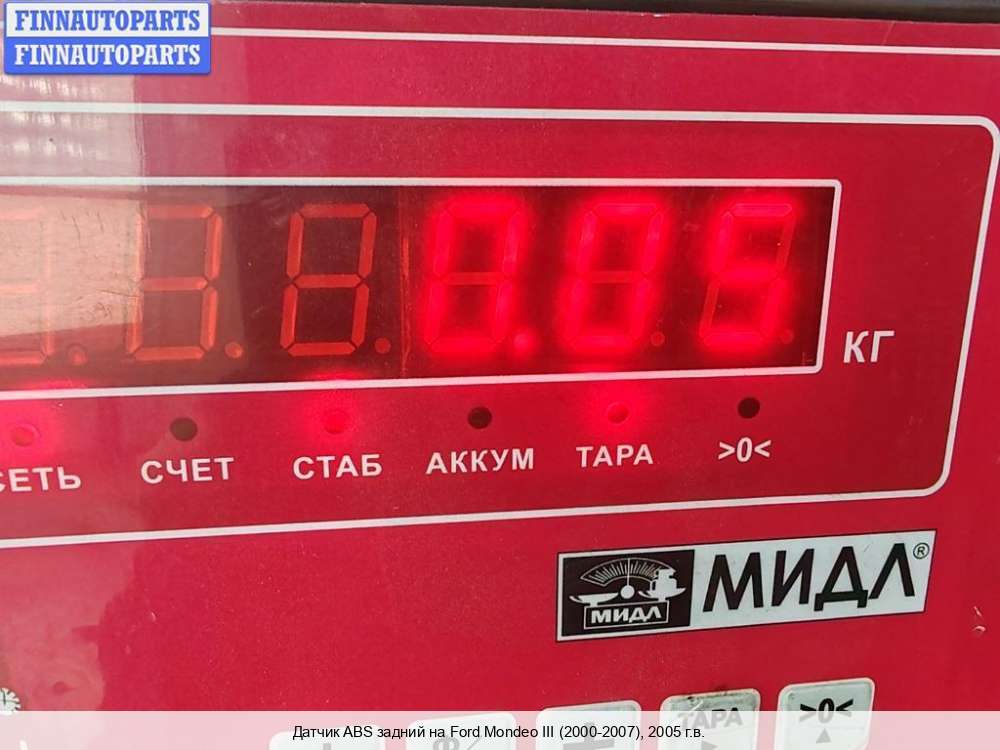 FINNAUTOPARTS
FINNAUTOPARTS
0.05
КГ
СЕТЬ СЧЕТ СТАБ АККУМ ТАРА >0<
МИДЛ МИДЛ®
ТАРА >0<
Датчик ABS задний на Ford Mondeo III (2000-2007), 2005 г.в.